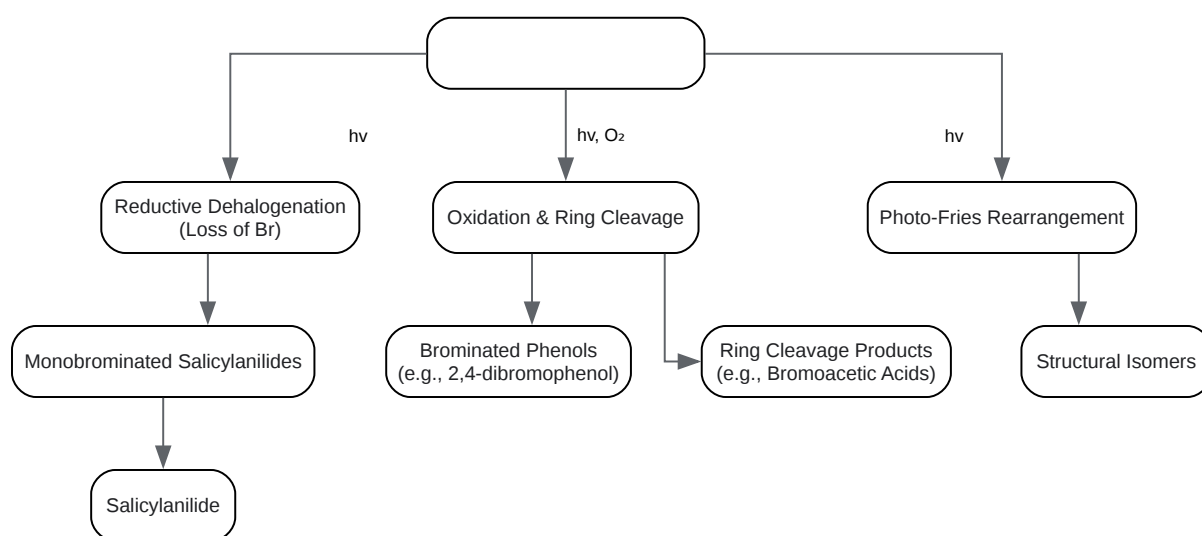 hv
hv, O₂
hv
Reductive Dehalogenation
(Loss of Br)
Oxidation & Ring Cleavage
Photo-Fries Rearrangement
Monobrominated Salicylanilides
Brominated Phenols
(e.g., 2,4-dibromophenol)
Ring Cleavage Products
(e.g., Bromoacetic Acids)
Structural Isomers
Salicylanilide